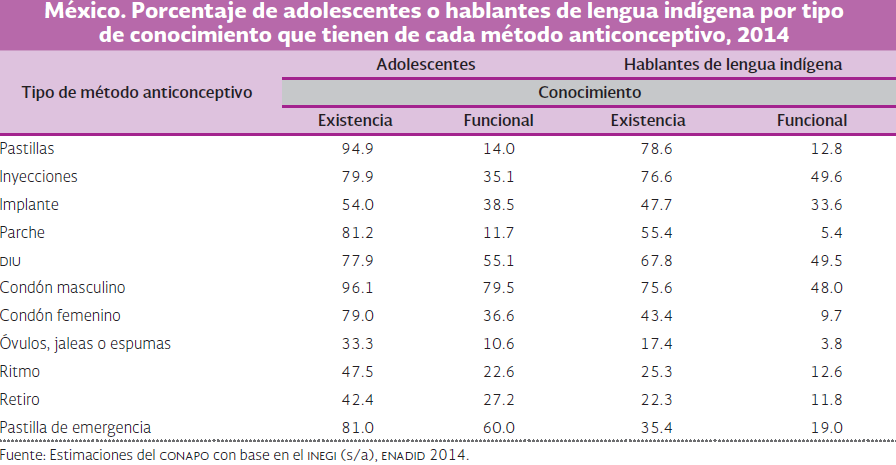 México. Porcentaje de adolescentes o hablantes de lengua indígena por tipo
de conocimiento que tienen de cada método anticonceptivo, 2014
Tipo de método anticonceptivo Adolescentes Hablantes de lengua indígena
Conocimiento
Existencia Funcional Existencia Funcional
Pastillas 94.9 14.0 78.6 12.8
Inyecciones 79.9 35.1 76.6 49.6
Implante 54.0 38.5 47.7 33.6
Parche 81.2 11.7 55.4 5.4
DIU 77.9 55.1 67.8 49.5
Condón masculino 96.1 79.5 75.6 48.0
Condón femenino 79.0 36.6 43.4 9.7
Óvulos, jaleas o espumas 33.3 10.6 17.4 3.8
Ritmo 47.5 22.6 25.3 12.6
Retiro 42.4 27.2 22.3 11.8
Pastilla de emergencia 81.0 60.0 35.4 19.0
Fuente: Estimaciones del CONAPO con base en el INEGI (s/a), ENADID 2014.